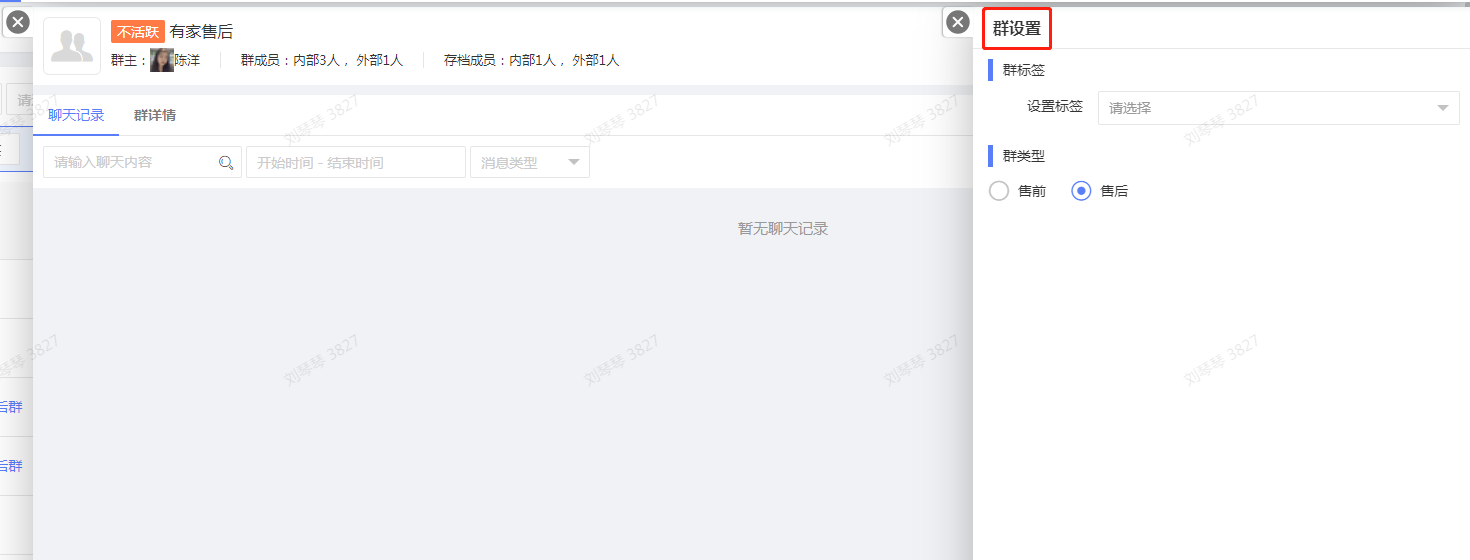 不活跃 有家售后
群主：陈洋 群成员：内部3人，外部1人 存档成员：内部1人，外部1人
聊天记录 群详情
请输入聊天内容 开始时间 - 结束时间 消息类型
暂无聊天记录
群设置
群标签
设置标签 请选择
群类型
售前 售后
请
后群
后群
刘琴琴 3827
刘琴琴 3827
刘琴琴 3827
刘琴琴 3827
刘琴琴 3827
刘琴琴 3827
刘琴琴 3827
刘琴琴 3827
琴琴 3827
琴琴 3827